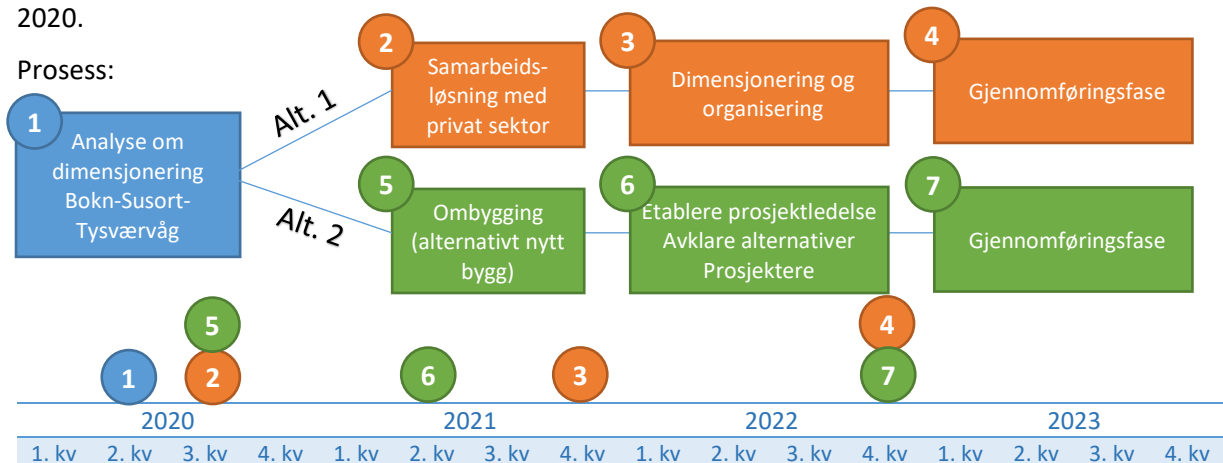 2020.
Prosess:
1
Analyse om
dimensjonering
Bokn-Susort-
Tysværvåg
Alt. 1
Alt. 2
2
Samarbeids-
løsning med
privat sektor
3
Dimensjonering og
organisering
4
Gjennomføringsfase
5
Ombygging
(alternativt nytt
bygg)
6
Etablere prosjektledelse
Avklare alternativer
Prosjektere
7
Gjennomføringsfase
5 4
1 2 6 3 7
2020 2021 2022 2023
1. kv 2. kv 3. kv 4. kv 1. kv 2. kv 3. kv 4. kv 1. kv 2. kv 3. kv 4. kv 1. kv 2. kv 3. kv 4. kv